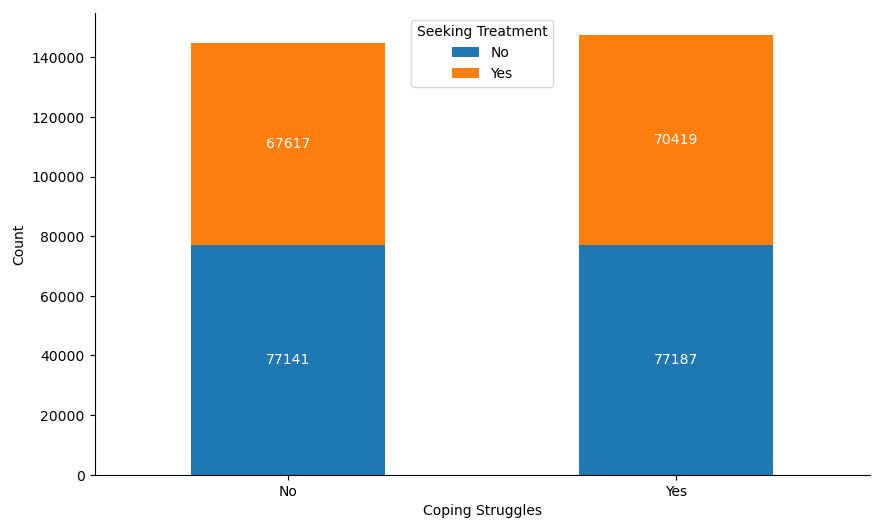 Seeking Treatment
No
Yes
Count
140000
120000
100000
80000
60000
40000
20000
0
67617
70419
77141
77187
No
Yes
Coping Struggles